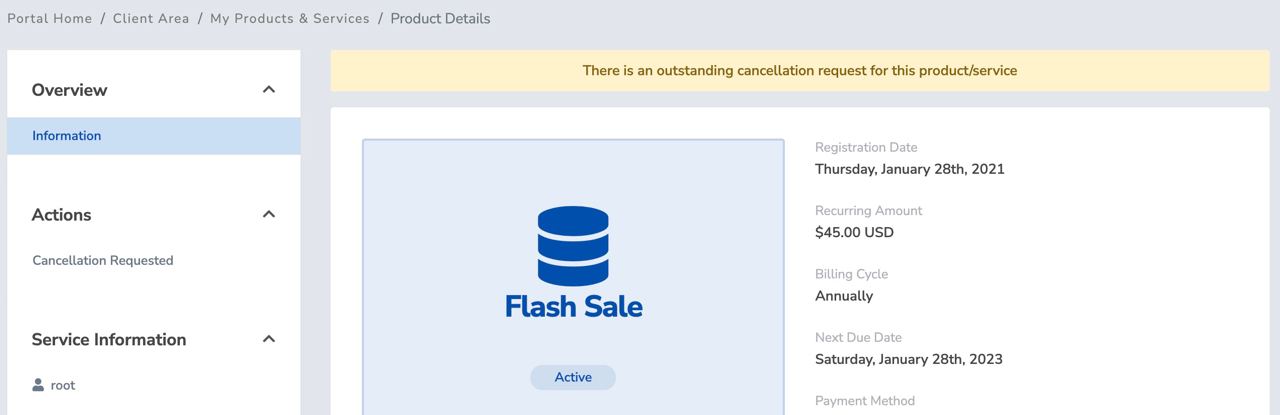 Portal Home / Client Area / My Products & Services / Product Details
Overview
Information
Actions
Cancellation Requested
Service Information
root
There is an outstanding cancellation request for this product/service
Flash Sale
Active
Registration Date
Thursday, January 28th, 2021
Recurring Amount
$45.00 USD
Billing Cycle
Annually
Next Due Date
Saturday, January 28th, 2023
Payment Method